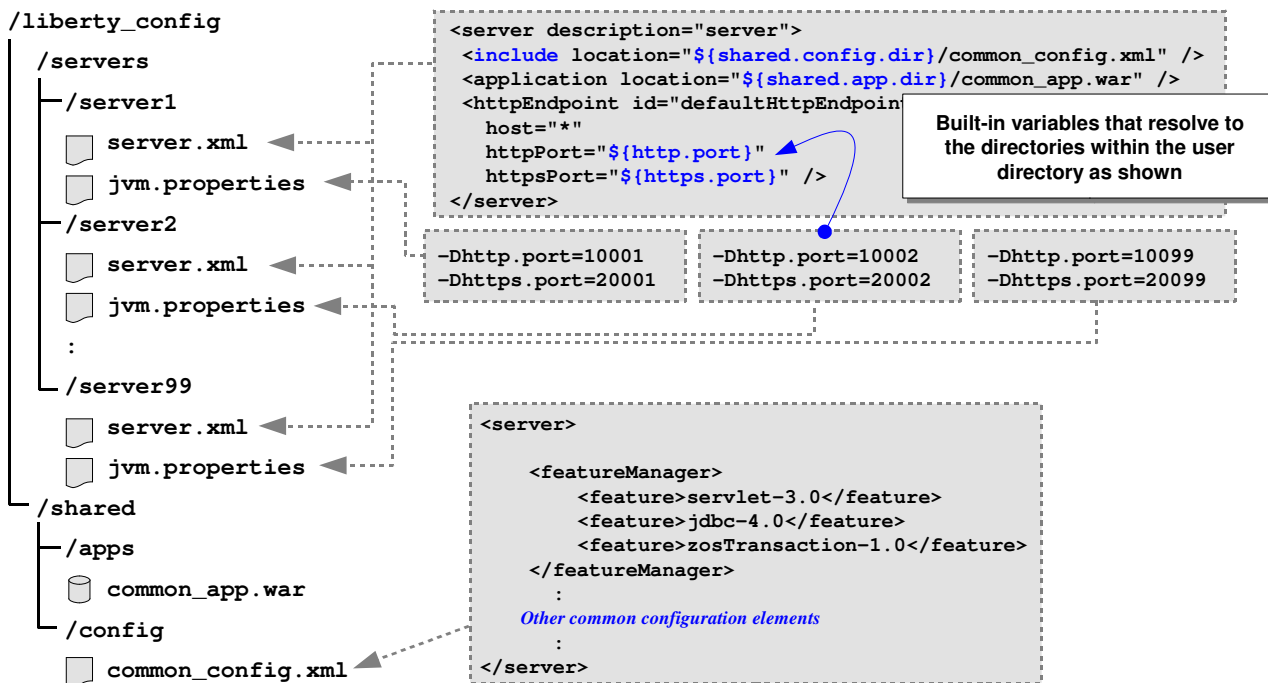 /liberty_config
/servers
/server1
server.xml
jvm.properties
/server2
server.xml
jvm.properties
:
/server99
server.xml
jvm.properties
/shared
/apps
common_app.war
/config
common_config.xml
<server description="server">
<include location="${shared.config.dir}/common_config.xml" />
<application location="${shared.app.dir}/common_app.war" />
<httpEndpoint id="defaultHttpEndpoint
host="*"
httpPort="${http.port}"
httpsPort="${https.port}" />
</server>
Built-in variables that resolve to
the directories within the user
directory as shown
-Dhttp.port=10001
-Dhttps.port=20001
-Dhttp.port=10002
-Dhttps.port=20002
-Dhttp.port=10099
-Dhttps.port=20099
<server>
<featureManager>
<feature>servlet-3.0</feature>
<feature>jdbc-4.0</feature>
<feature>zosTransaction-1.0</feature>
</featureManager>
:
Other common configuration elements
:
</server>